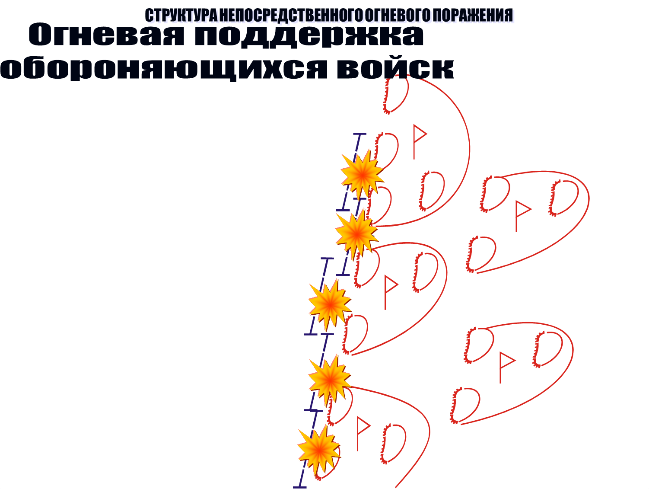 СТРУКТУРА НЕПОСРЕДСТВЕННОГО ОГНЕВОГО ПОРАЖЕНИЯ
Огневая поддержка
обороняющихся войск